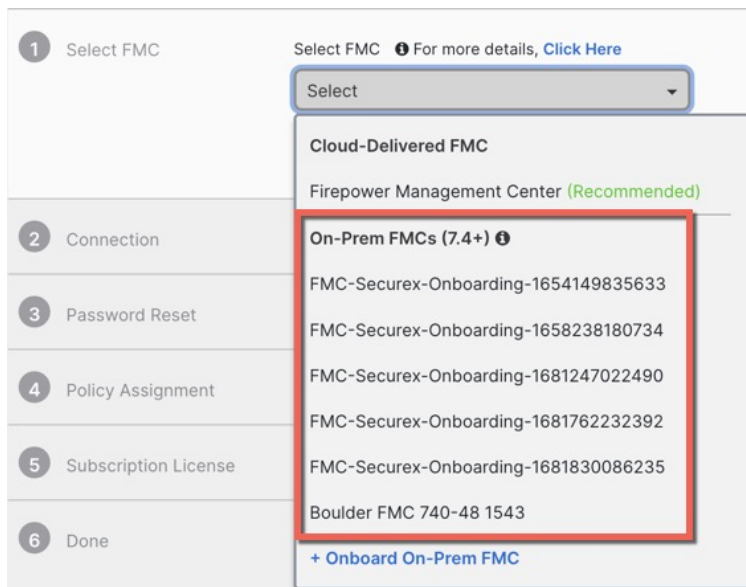 1 Select FMC
Select FMC For more details, Click Here
Select
Cloud-Delivered FMC
Firepower Management Center (Recommended)
2 Connection
On-Prem FMCs (7.4+)
FMC-Securex-Onboarding-1654149835633
3 Password Reset
FMC-Securex-Onboarding-1658238180734
FMC-Securex-Onboarding-1681247022490
4 Policy Assignment
FMC-Securex-Onboarding-1681762232392
5 Subscription License
FMC-Securex-Onboarding-1681830086235
Boulder FMC 740-48 1543
6 Done
+ Onboard On-Prem FMC